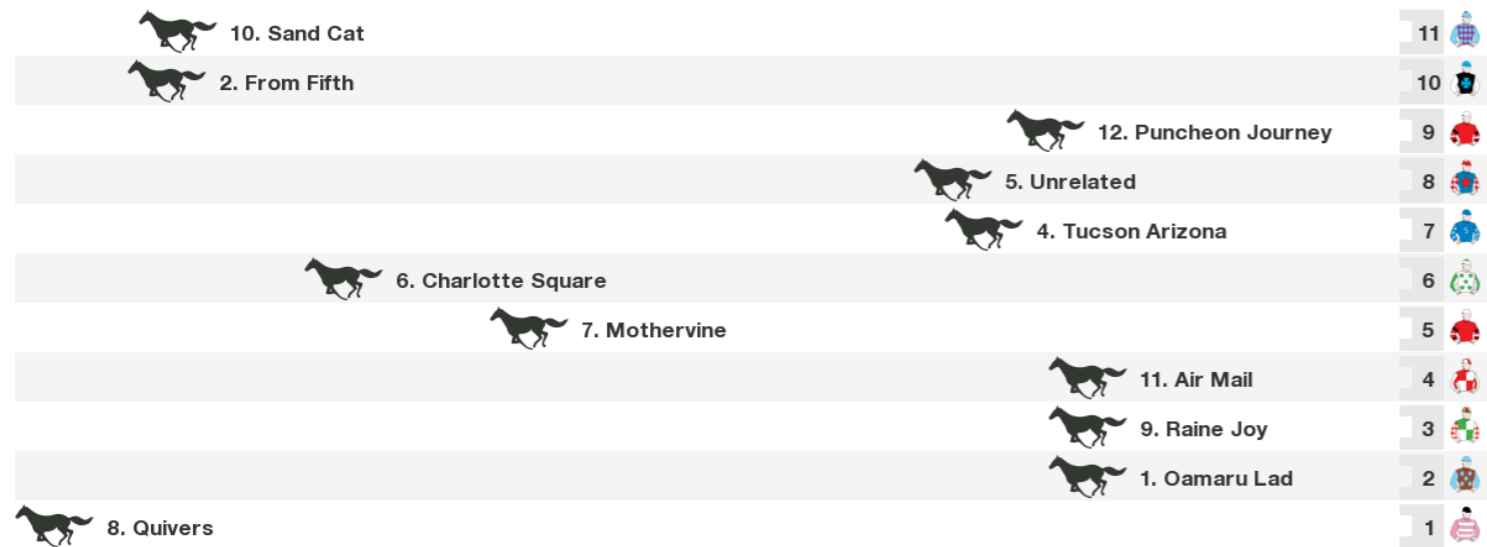 10. Sand Cat 11
2. From Fifth 10
12. Puncheon Journey 9
5. Unrelated 8
4. Tucson Arizona 7
6. Charlotte Square 6
7. Mothervine 5
11. Air Mail 4
9. Raine Joy 3
1. Oamaru Lad 2
8. Quivers 1